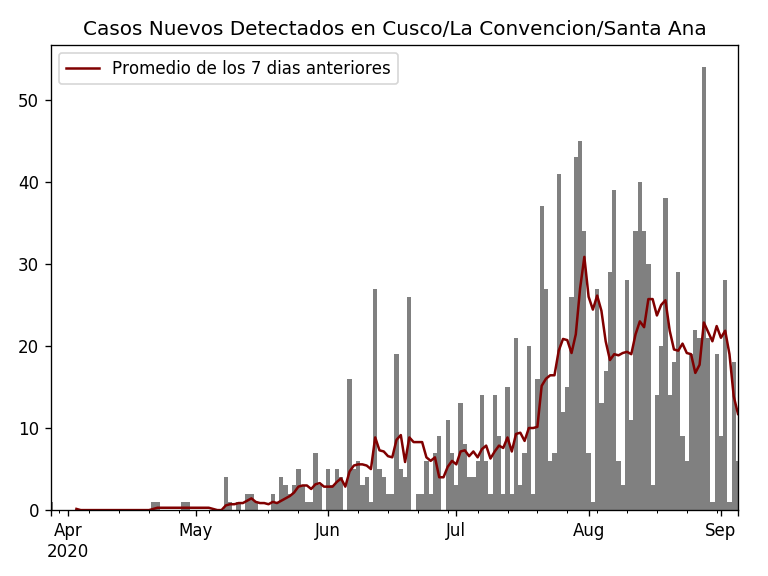 Casos Nuevos Detectados en Cusco/La Convencion/Santa Ana
Promedio de los 7 dias anteriores
50
40
30
20
10
0
Apr May Jun Jul Aug Sep
2020